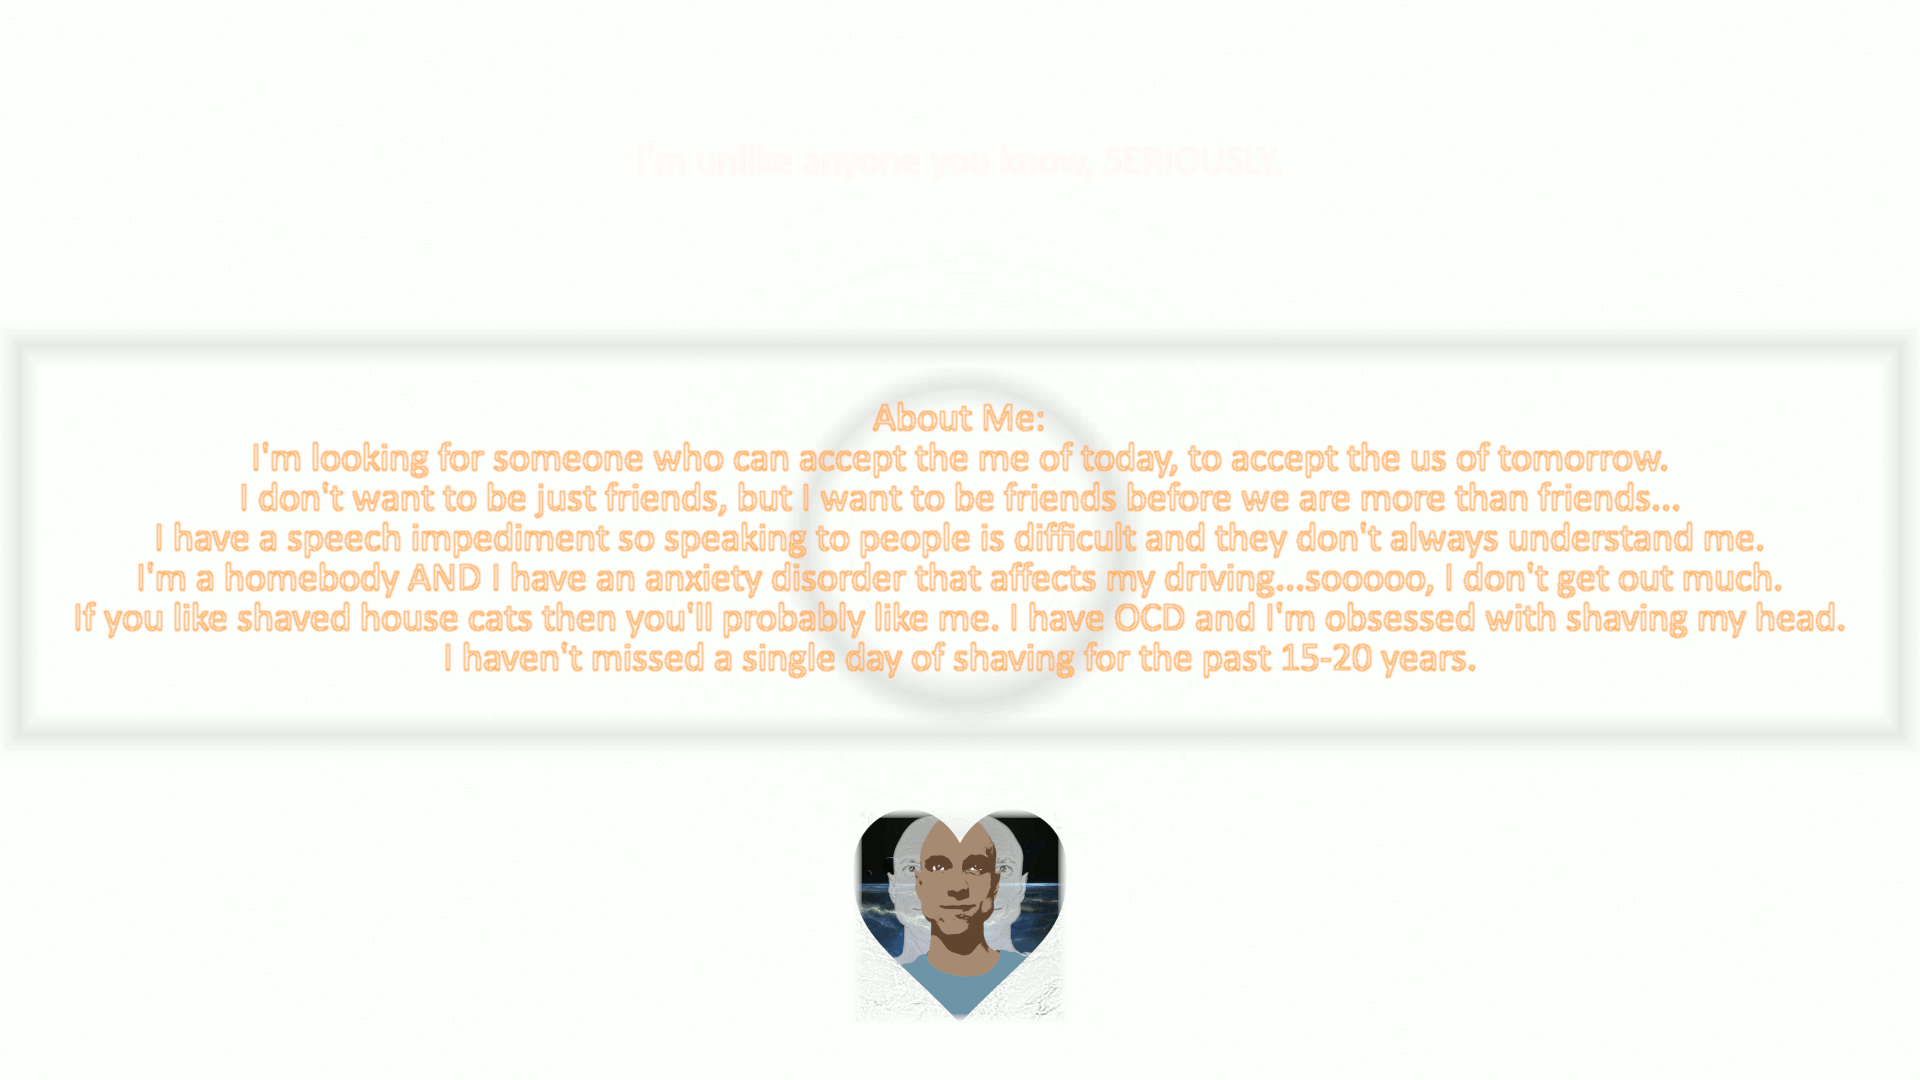 I'm unlike anyone you know, SERIOUSLY.
About Me:
I'm looking for someone who can accept the me of today, to accept the us of tomorrow.
I don't want to be just friends, but I want to be friends before we are more than friends...
I have a speech impediment so speaking to people is difficult and they don't always understand me.
I'm a homebody AND I have an anxiety disorder that affects my driving...sooooo, I don't get out much.
If you like shaved house cats then you'll probably like me. I have OCD and I'm obsessed with shaving my head.
I haven't missed a single day of shaving for the past 15-20 years.